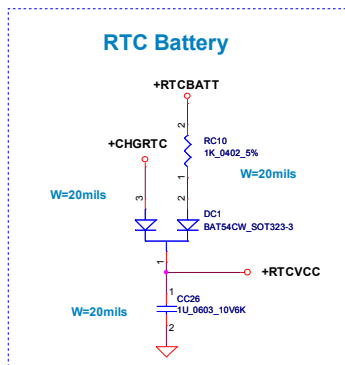 RTC Battery
+RTCBATT
2
+CHGRTC
RC10
1K_0402_5%
1
W=20mils
W=20mils
3
2
DC1
BAT54CW_SOT323-3
1
+RTCVCC
1
CC26
1U_0603_10V6K
W=20mils
2